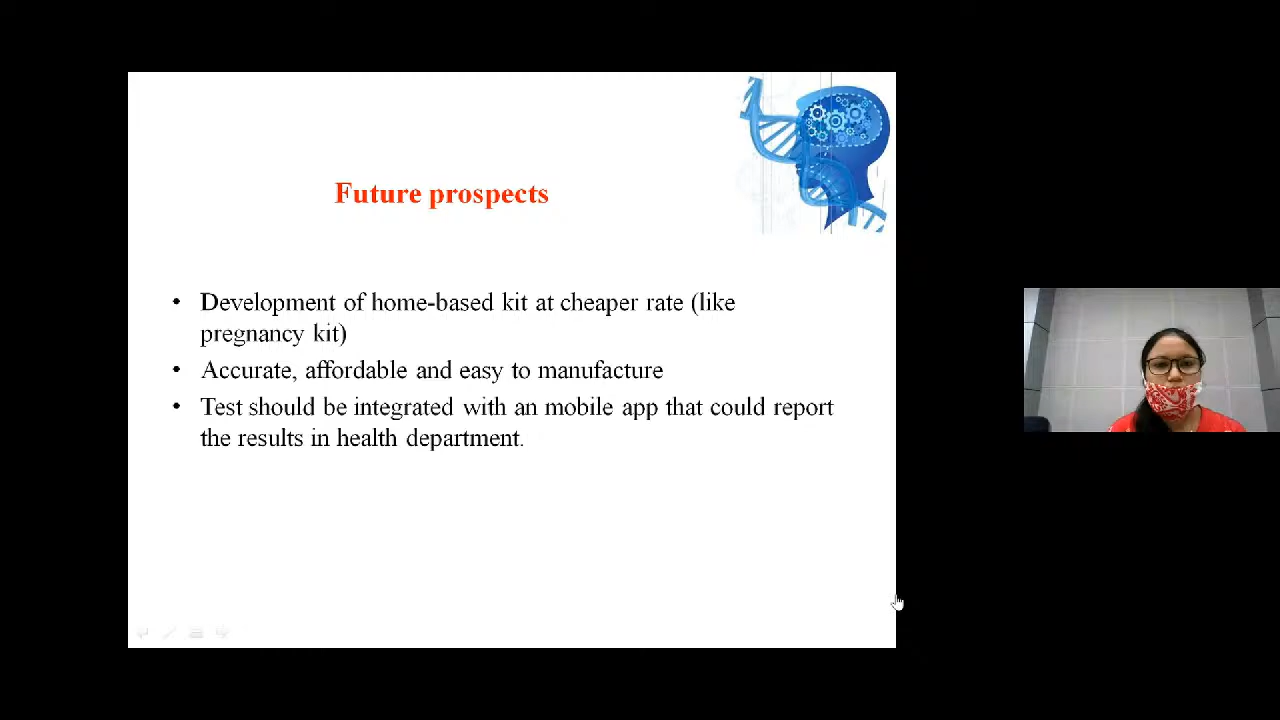 Future prospects
• Development of home-based kit at cheaper rate (like
pregnancy kit)
• Accurate, affordable and easy to manufacture
• Test should be integrated with an mobile app that could report
the results in health department.